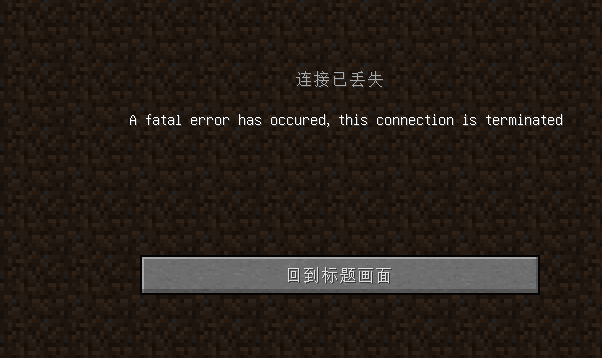 连接已丢失
A fatal error has occured, this connection is terminated
回到标题画面